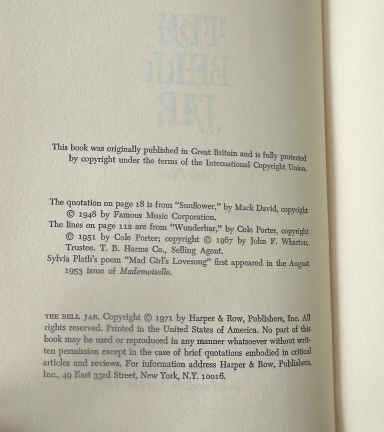 This book was originally published in Great Britain and is fully protected
by copyright under the terms of the International Copyright Union.
The quotation on page 18 is from "Sunflower," by Mack David, copyright
© 1948 by Famous Music Corporation.
The lines on page 112 are from "Wunderbar," by Cole Porter, copyright
© 1951 by Cole Porter; copyright © 1967 by John F. Wharton,
Trustee. T. B. Harms Co., Selling Agent.
Sylvia Plath's poem "Mad Girl's Lovesong" first appeared in the August
1953 issue of Mademoiselle.
THE BELL JAR. Copyright © 1971 by Harper & Row, Publishers, Inc. All
rights reserved. Printed in the United States of America. No part of this
book may be used or reproduced in any manner whatsoever without writ-
ten permission except in the case of brief quotations embodied in critical
articles and reviews. For information address Harper & Row, Publishers,
Inc., 49 East 33rd Street, New York, N.Y. 10016.